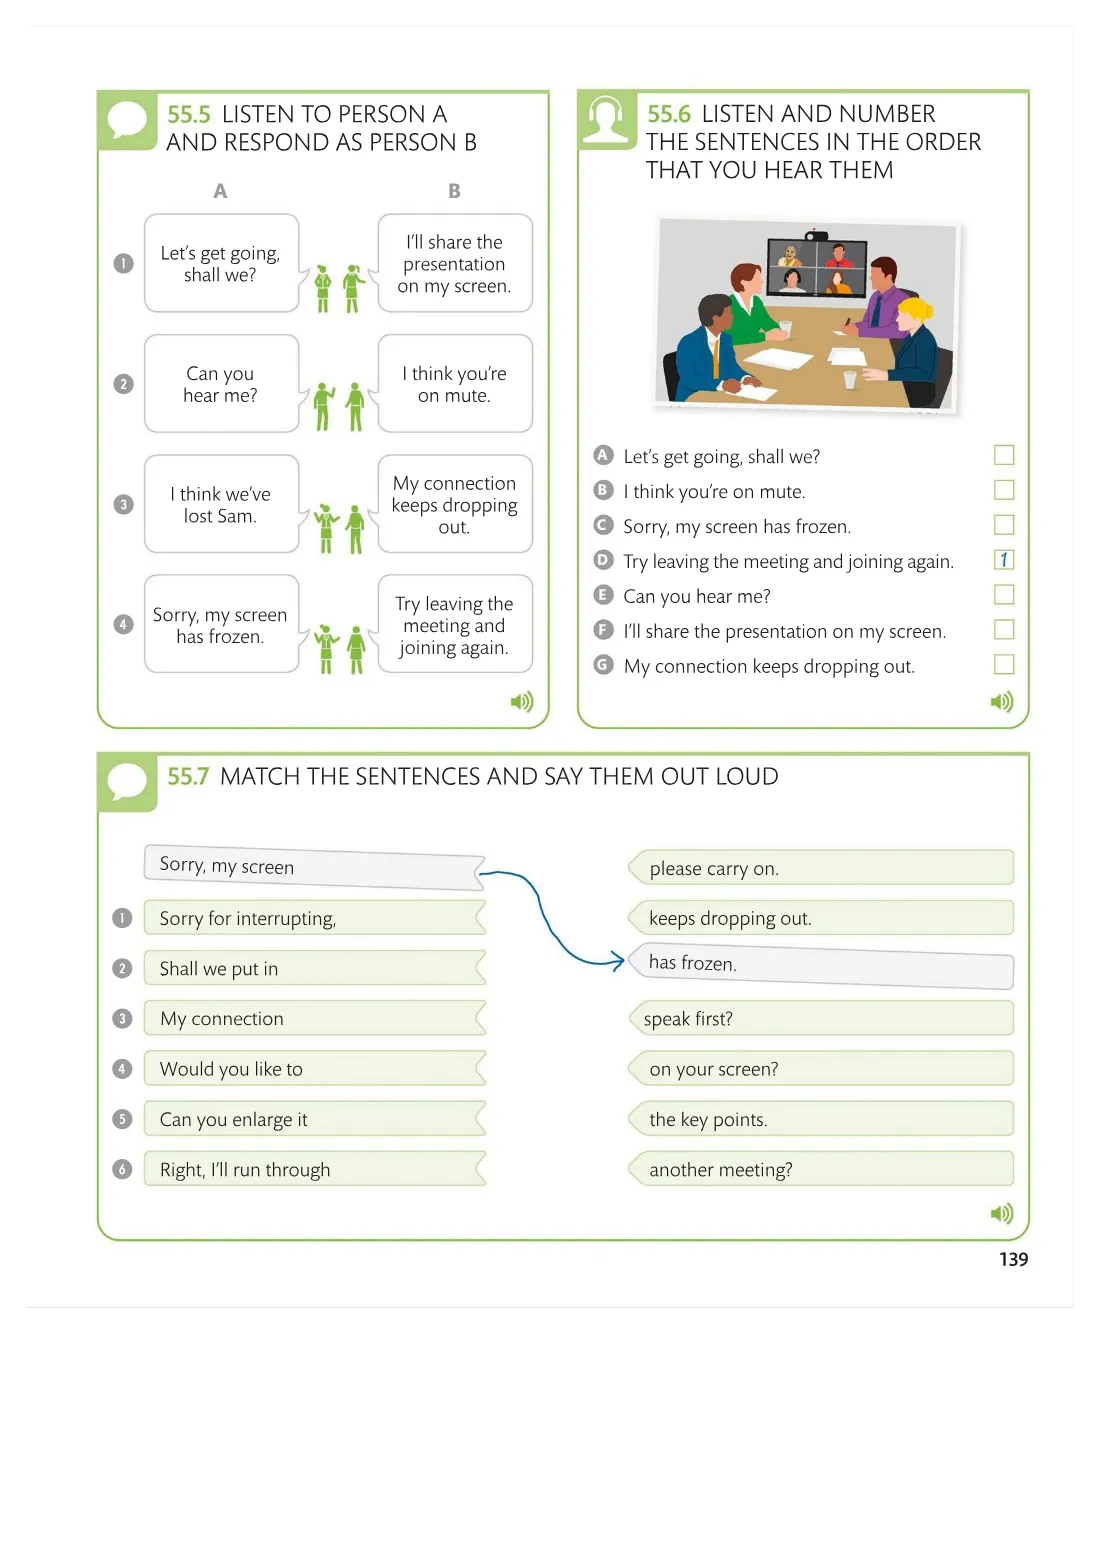 55.5 LISTEN TO PERSON A
AND RESPOND AS PERSON B
A
B
1
Let's get going,
shall we?
I'll share the
presentation
on my screen.
2
Can you
hear me?
I think you're
on mute.
3
I think we've
lost Sam.
My connection
keeps dropping
out.
4
Sorry, my screen
has frozen.
Try leaving the
meeting and
joining again.
55.6 LISTEN AND NUMBER
THE SENTENCES IN THE ORDER
THAT YOU HEAR THEM
A Let's get going, shall we?
B I think you're on mute.
C Sorry, my screen has frozen.
D Try leaving the meeting and joining again. 1
E Can you hear me?
F I'll share the presentation on my screen.
G My connection keeps dropping out.
55.7 MATCH THE SENTENCES AND SAY THEM OUT LOUD
Sorry, my screen
please carry on.
1 Sorry for interrupting,
keeps dropping out.
2 Shall we put in
has frozen.
3 My connection
speak first?
4 Would you like to
on your screen?
5 Can you enlarge it
the key points.
6 Right, I'll run through
another meeting?
139